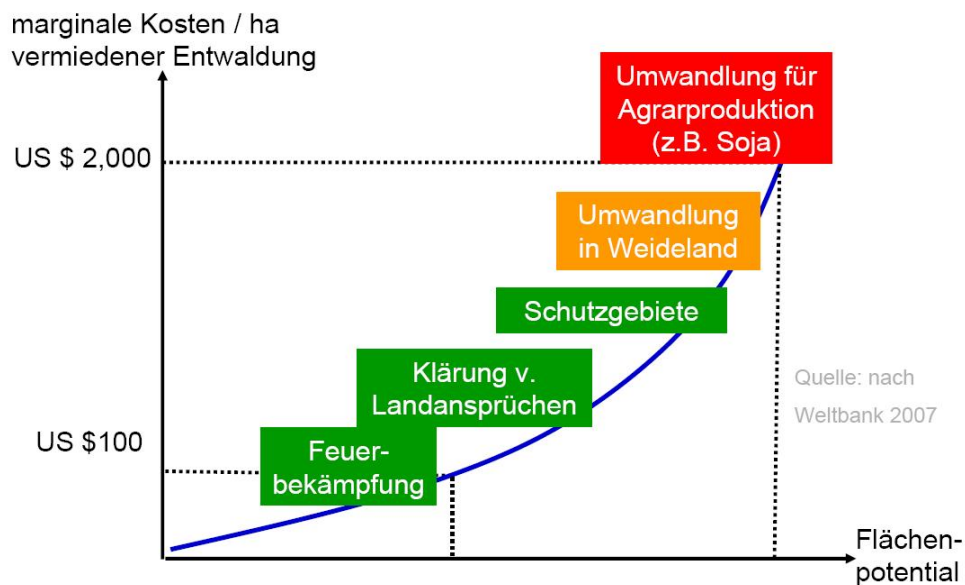 marginale Kosten / ha
vermiedener Entwaldung
Umwandlung für
Agrarproduktion
(z.B. Soja)
US $ 2,000
Umwandlung
in Weideland
Schutzgebiete
Klärung v.
Landansprüchen
Quelle: nach
Weltbank 2007
US $100
Feuer-
bekämpfung
Flächen-
potential